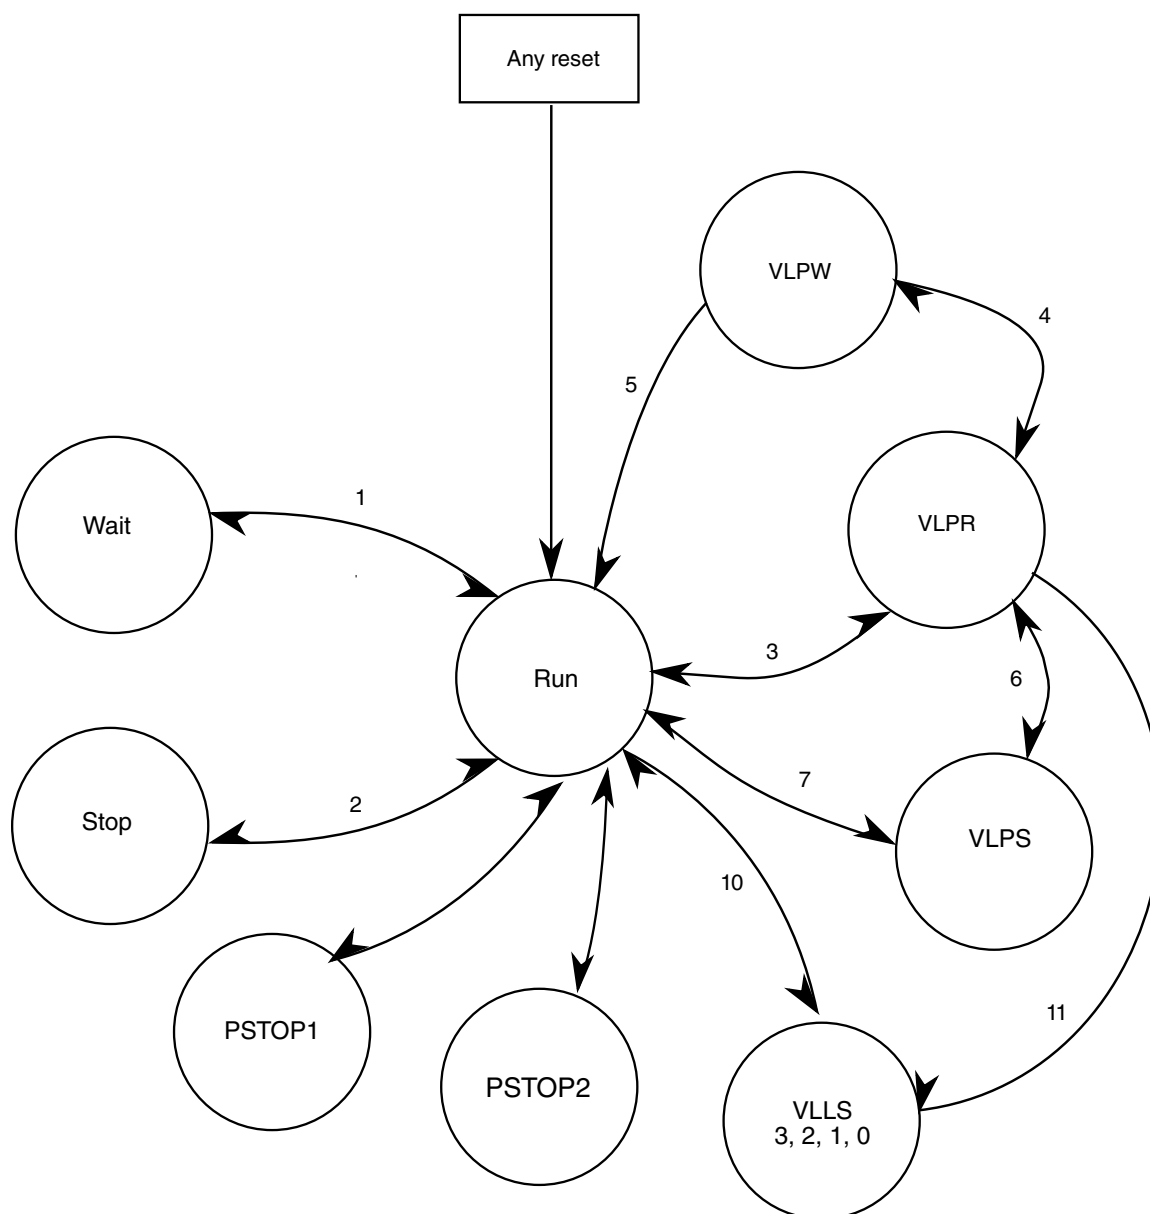 Any reset
VLPW
4
5
1
Wait
VLPR
3
Run
6
7
2
Stop
VLPS
10
11
PSTOP1
PSTOP2
VLLS
3, 2, 1, 0